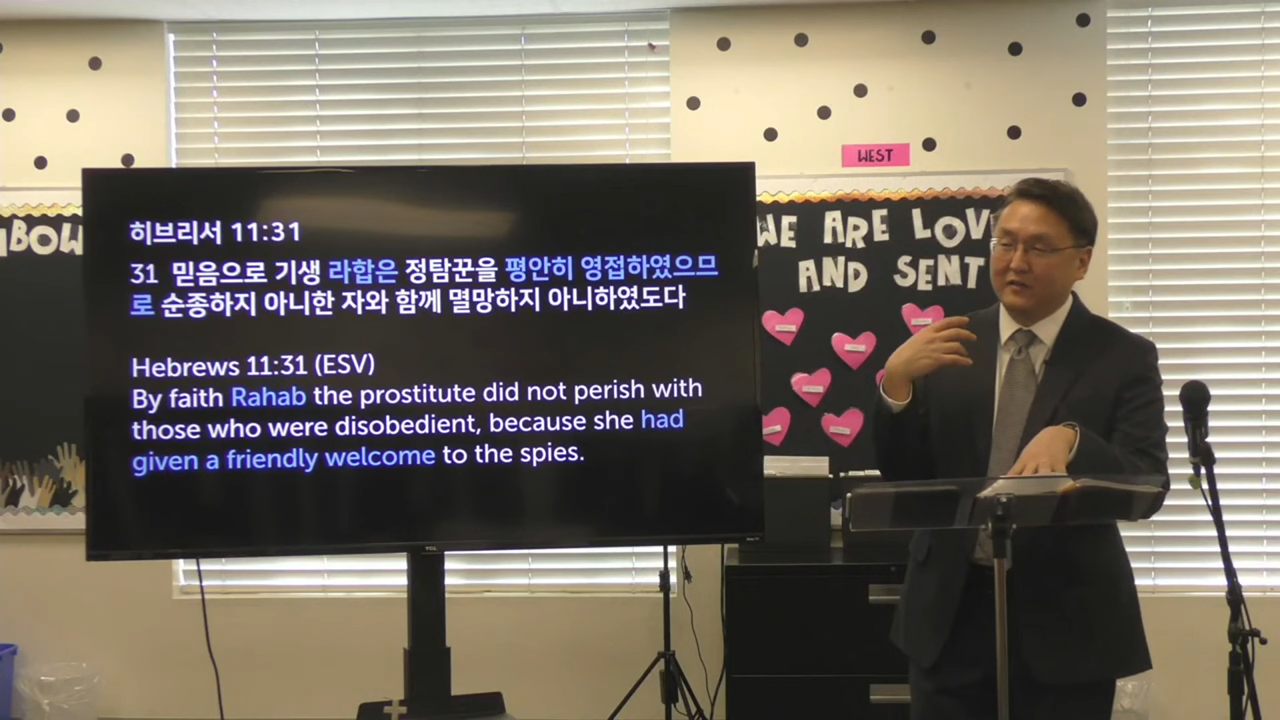 히브리서 11:31
31 믿음으로 기생 라합은 정탐꾼을 평안히 영접하였으므
로 순종하지 아니한 자와 함께 멸망하지 아니하였도다
Hebrews 11:31 (ESV)
By faith Rahab the prostitute did not perish with
those who were disobedient, because she had
given a friendly welcome to the spies.
TCL
WEST
WE ARE LOV
AND SENT
BOW